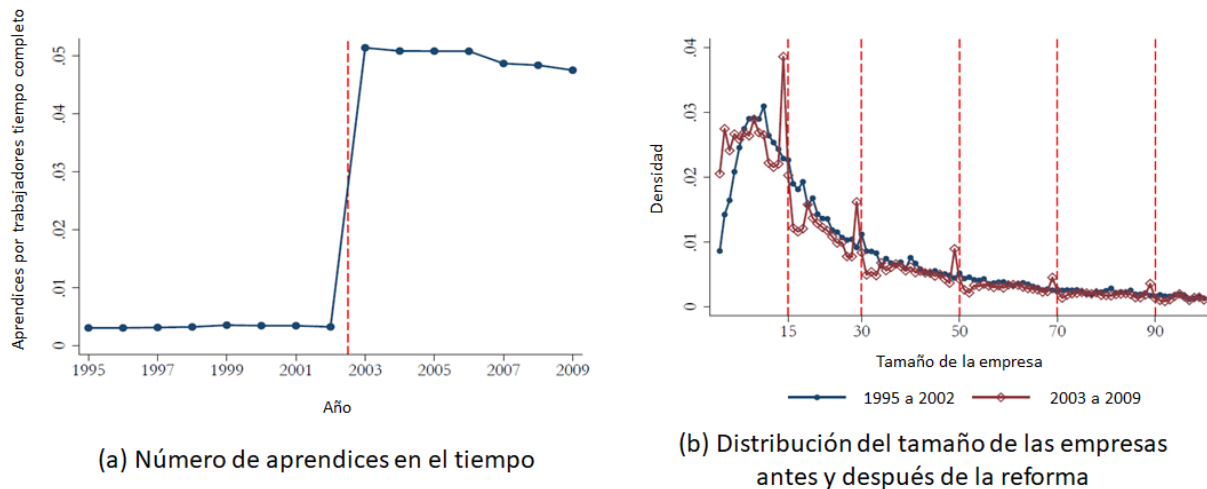 Aprendices por trabajadores tiempo completo
.05
.04
.03
.02
.01
0
1995 1997 1999 2001 2003 2005 2007 2009
Año
(a) Número de aprendices en el tiempo
Densidad
.04
.03
.02
.01
0
15 30 50 70 90
Tamaño de la empresa
1995 a 2002 2003 a 2009
(b) Distribución del tamaño de las empresas
antes y después de la reforma